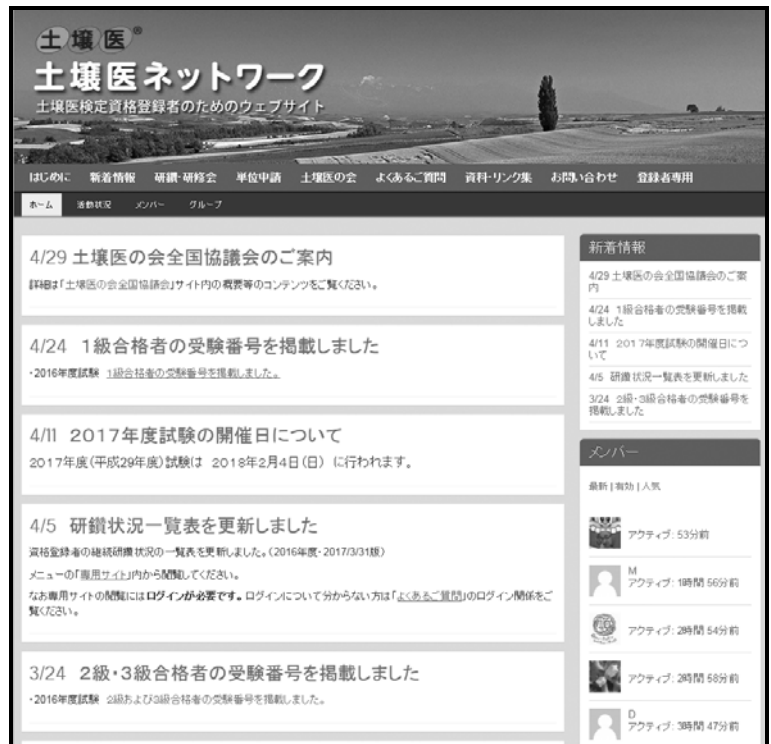 土壌医®
土壌医ネットワーク
土壌医検定資格登録者のためのウェブサイト
はじめに 新着情報 研鑽・研修会 単位申請 土壌医の会 よくあるご質問 資料・リンク集 お問い合わせ 登録者専用
ホーム 活動状況 メンバー グループ
4/29 土壌医の会全国協議会のご案内
詳細は「土壌医の会全国協議会」サイト内の概要等のコンテンツをご覧ください。
4/24 1級合格者の受験番号を掲載しました
・2016年度試験 1級合格者の受験番号を掲載しました。
4/11 2017年度試験の開催日について
2017年度(平成29年度)試験は 2018年2月4日(日) に行われます。
4/5 研鑽状況一覧表を更新しました
資格登録者の継続研鑽状況の一覧表を更新しました。(2016年度・2017/3/31版)
メニューの「専用サイト」内から閲覧してください。
なお専用サイトの閲覧にはログインが必要です。ログインについて分からない方は「よくあるご質問」のログイン関係をご
覧ください。
3/24 2級・3級合格者の受験番号を掲載しました
・2016年度試験 2級および3級合格者の受験番号を掲載しました。
新着情報
4/29 土壌医の会全国協議会のご案
内
4/24 1級合格者の受験番号を掲載
しました
4/11 2017年度試験の開催日につ
いて
4/5 研鑽状況一覧表を更新しました
3/24 2級・3級合格者の受験番号を
掲載しました
メンバー
最新 | 有効 | 人気
アクティブ: 53分前
M
アクティブ: 1時間 56分前
アクティブ: 2時間 54分前
アクティブ: 2時間 58分前
D
アクティブ: 3時間 47分前